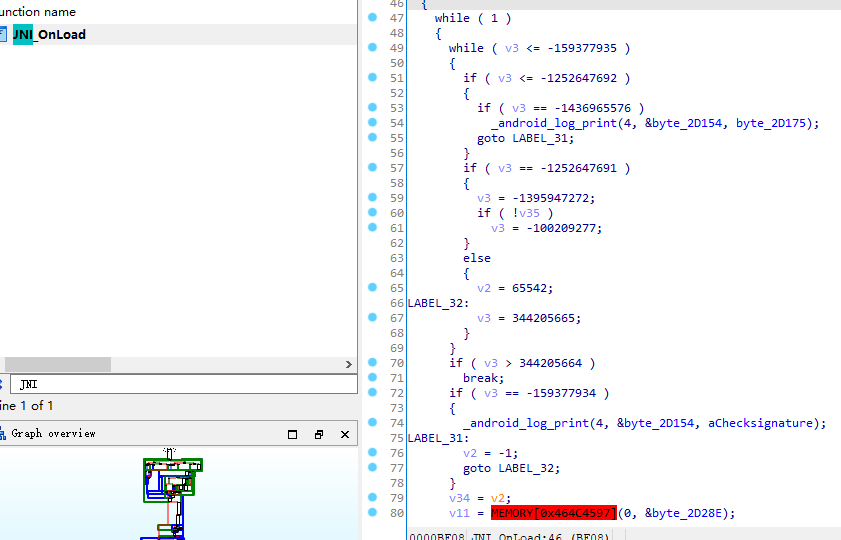 unction name
JNI_OnLoad
JNI
ine 1 of 1
Graph overview
46 {
47 while ( 1 )
48 {
49 while ( v3 <= -159377935 )
50 {
51 if ( v3 <= -1252647692 )
52 {
53 if ( v3 == -1436965576 )
54 _android_log_print(4, &byte_2D154, byte_2D175);
55 goto LABEL_31;
56 }
57 if ( v3 == -1252647691 )
58 {
59 v3 = -1395947272;
60 if ( !v35 )
61 v3 = -100209277;
62 }
63 else
64 {
65 v2 = 65542;
66 LABEL_32:
67 v3 = 344205665;
68 }
69 }
70 if ( v3 > 344205664 )
71 break;
72 if ( v3 == -159377934 )
73 {
74 _android_log_print(4, &byte_2D154, aChecksignature);
75 LABEL_31:
76 v2 = -1;
77 goto LABEL_32;
78 }
79 v34 = v2;
80 v11 = MEMORY[0x464C4597](0, &byte_2D28E);
0000BF08 JNI_OnLoad:46 (BF08)